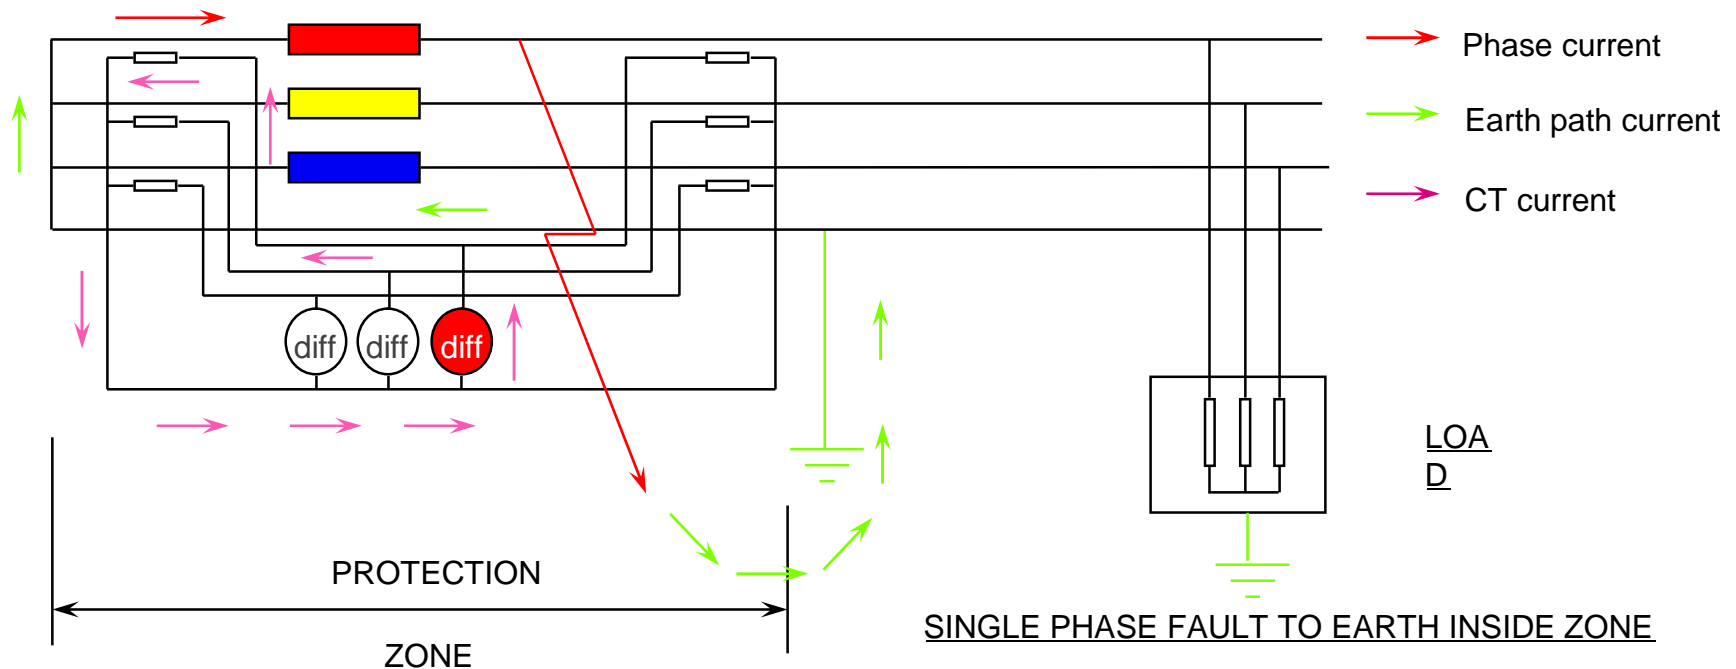 Phase current
Earth path current
CT current
diff
diff
diff
LOA
D
PROTECTION
ZONE
SINGLE PHASE FAULT TO EARTH INSIDE ZONE